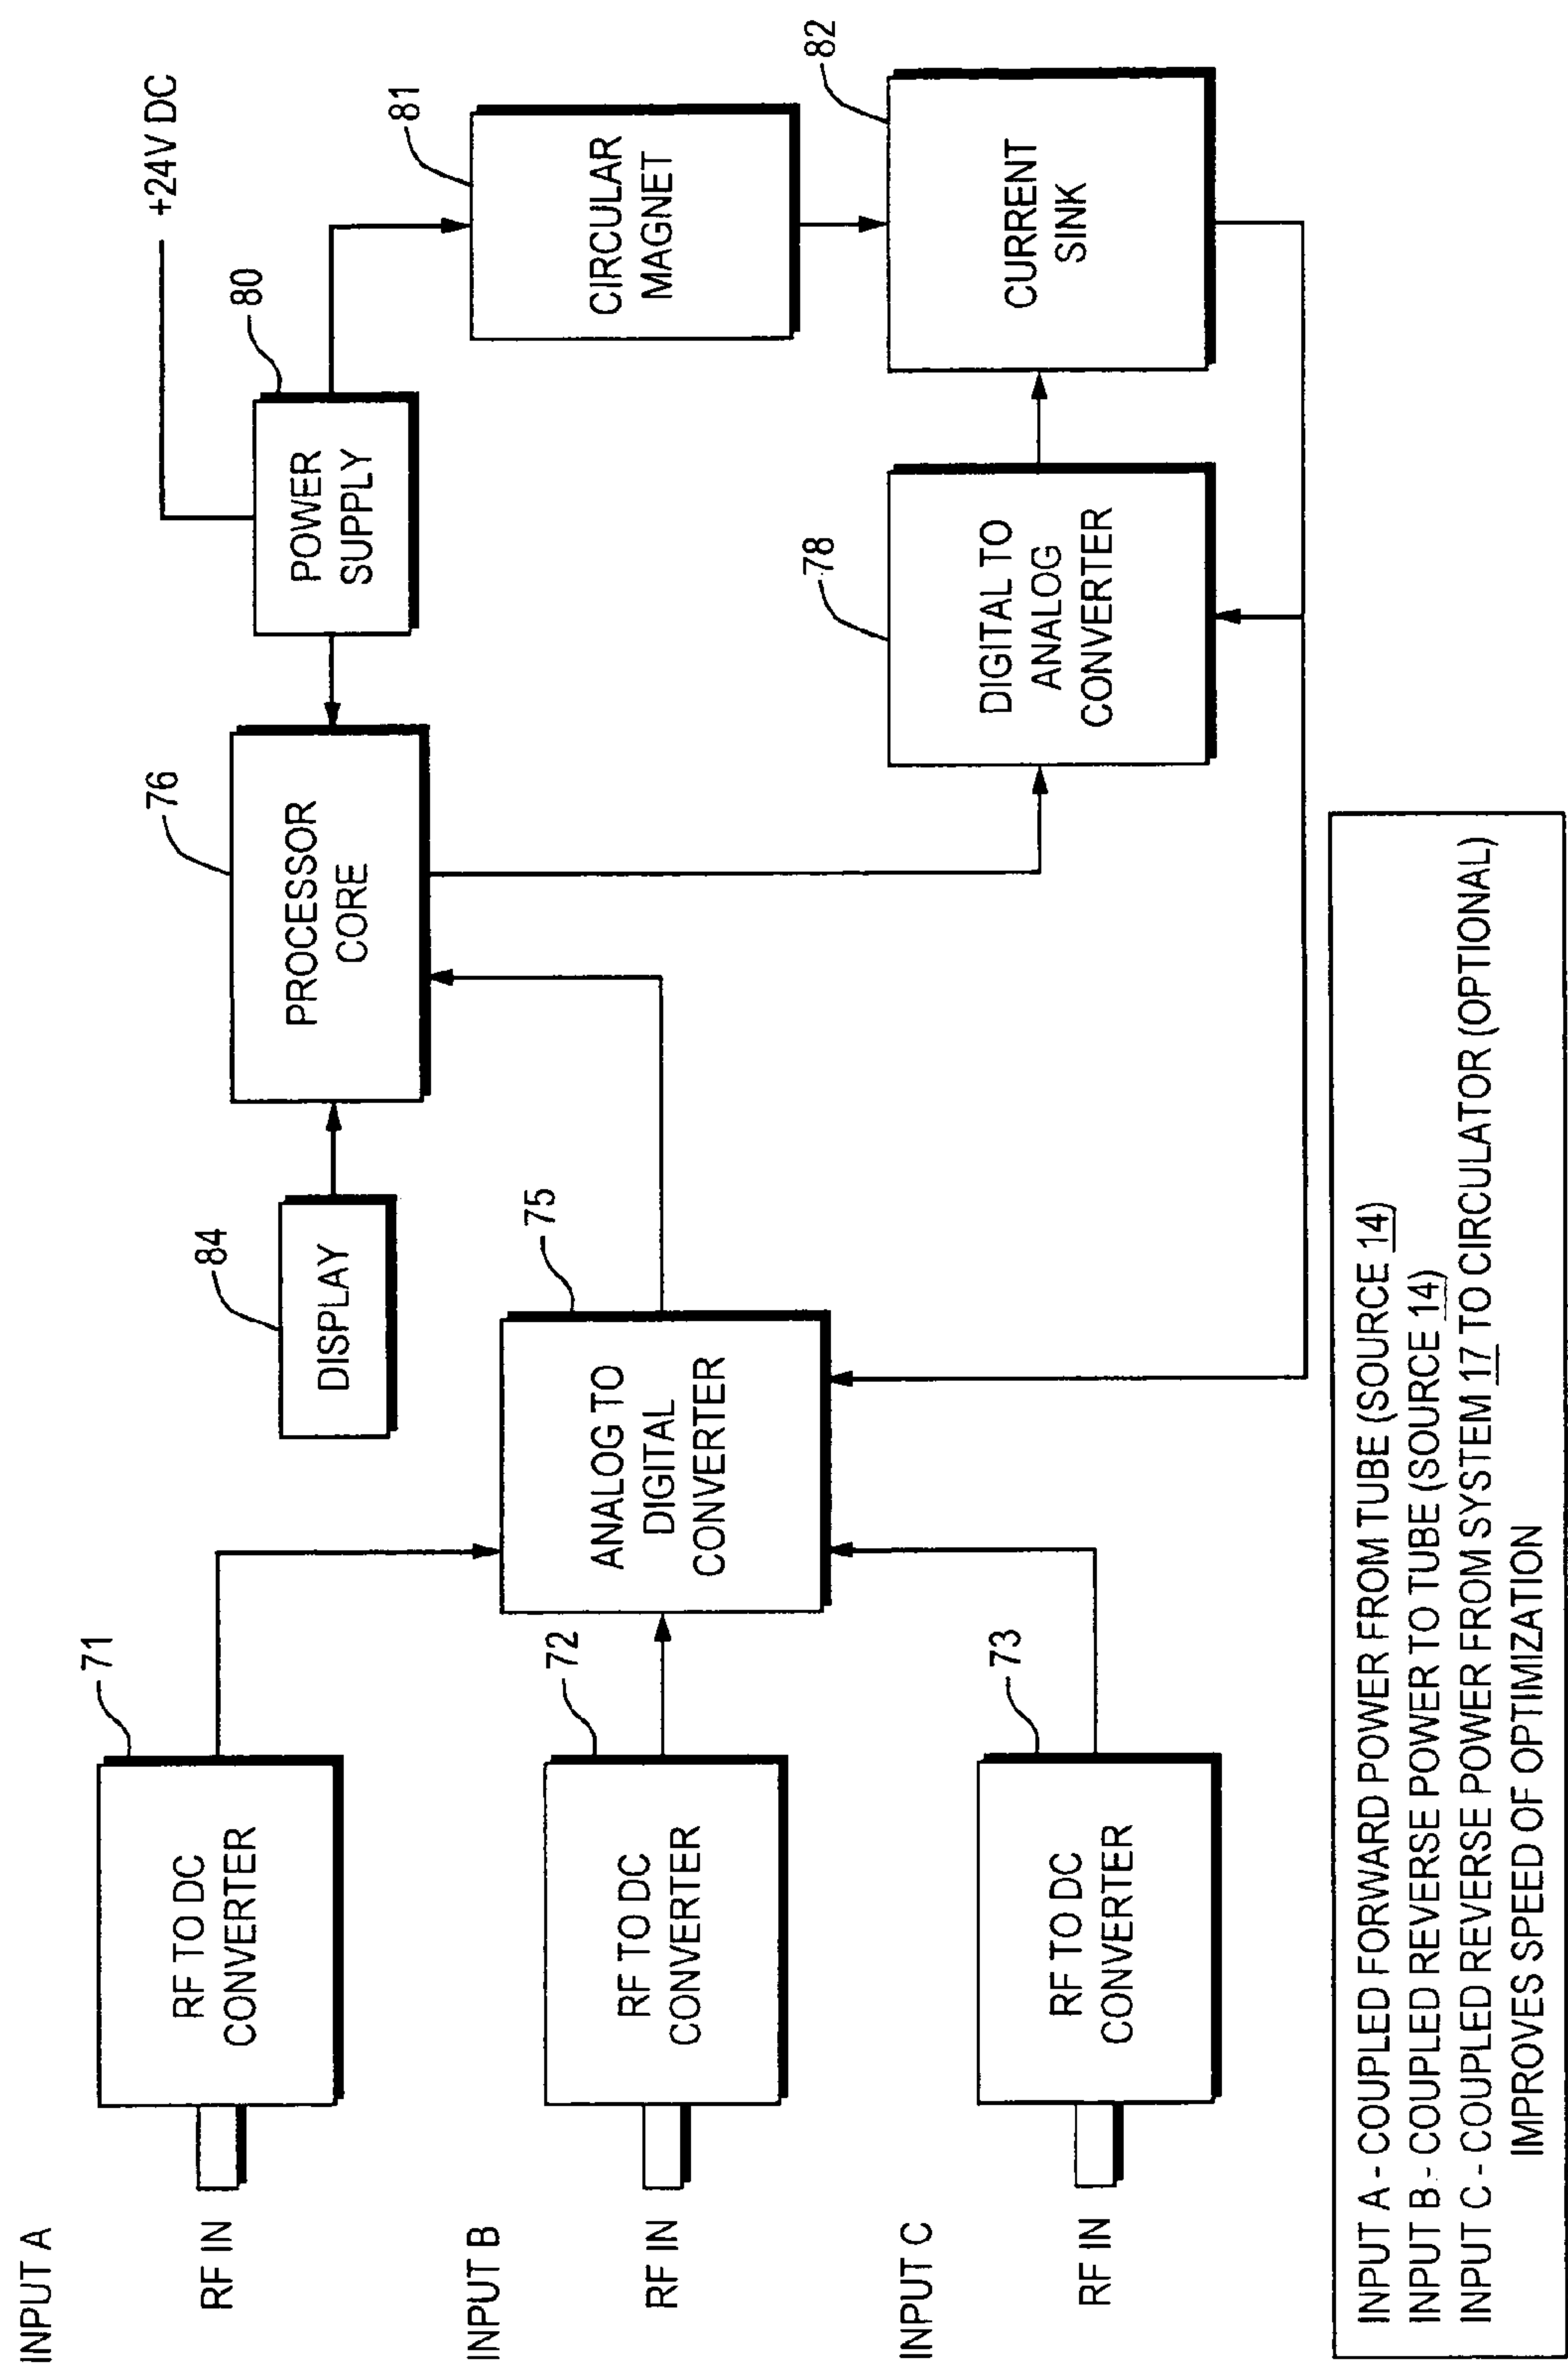 INPUT A
RF IN
71
RF TO DC
CONVERTER
INPUT B
RF IN
72
RF TO DC
CONVERTER
INPUT C
RF IN
73
RF TO DC
CONVERTER
75
ANALOG TO
DIGITAL
CONVERTER
84
DISPLAY
76
PROCESSOR
CORE
80
POWER
SUPPLY
+24V DC
81
CIRCULAR
MAGNET
78
DIGITAL TO
ANALOG
CONVERTER
82
CURRENT
SINK
INPUT A - COUPLED FORWARD POWER FROM TUBE (SOURCE 14)
INPUT B - COUPLED REVERSE POWER TO TUBE (SOURCE 14)
INPUT C - COUPLED REVERSE POWER FROM SYSTEM 17 TO CIRCULATOR (OPTIONAL)
IMPROVES SPEED OF OPTIMIZATION